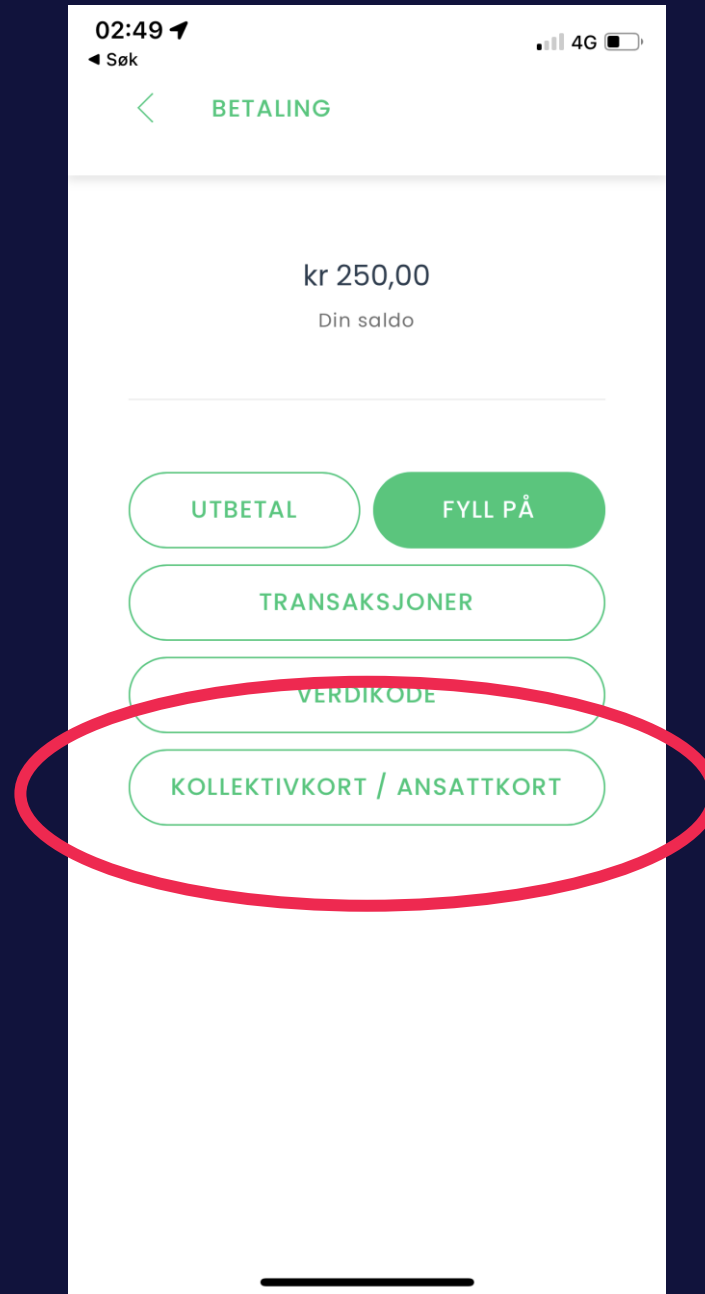 02:49
4G
◀ Søk
BETALING
kr 250,00
Din saldo
UTBETAL
FYLL PÅ
TRANSAKSJONER
VERDIKODE
KOLLEKTIVKORT / ANSATTKORT